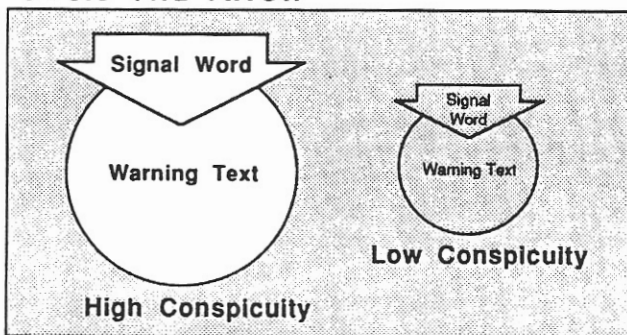 Signal Word
Warning Text
High Conspicuity
Signal
Word
Warning Text
Low Conspicuity